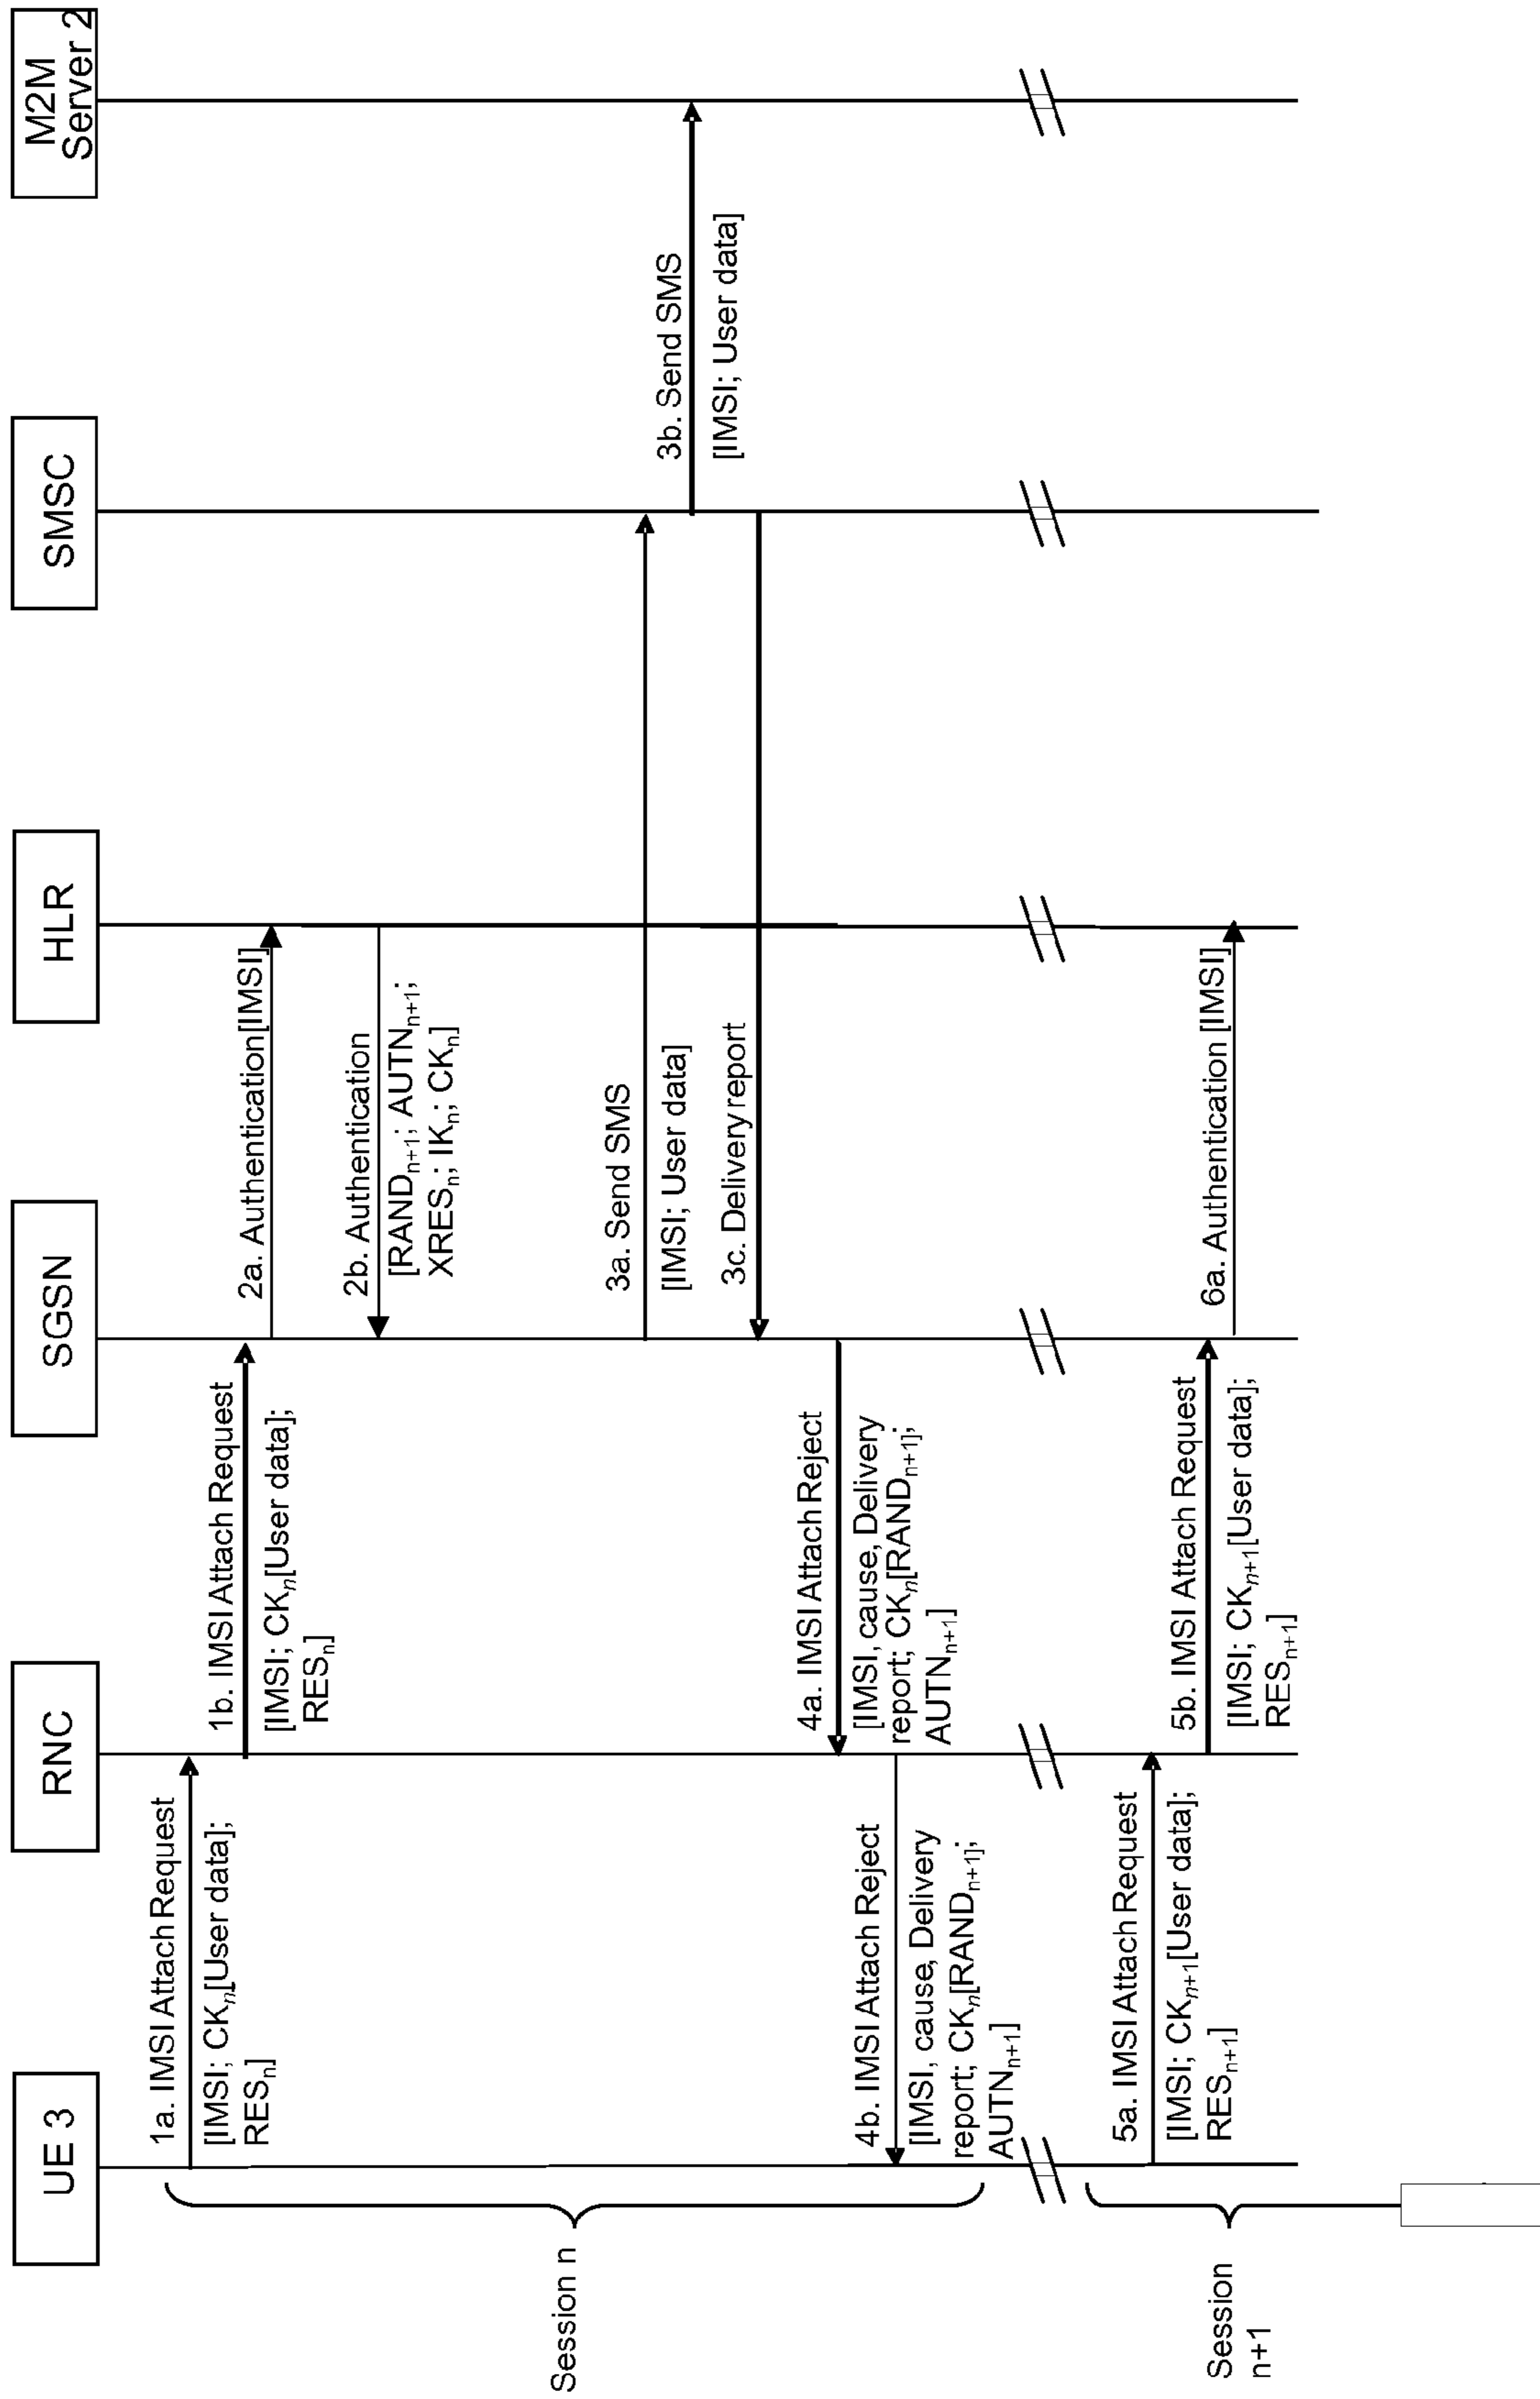 UE 3
RNC
SGSN
HLR
SMSC
M2M
Server 2
Session n
1a. IMSI Attach Request
[IMSI; CKn[User data];
RESn]
1b. IMSI Attach Request
[IMSI; CKn[User data];
RESn]
2a. Authentication[IMSI]
2b. Authentication
[RANDn+1; AUTNn+1;
XRESn; IKn; CKn]
3a. Send SMS
[IMSI; User data]
3b. Send SMS
[IMSI; User data]
3c. Delivery report
4a. IMSI Attach Reject
[IMSI, cause, Delivery
report; CKn[RANDn+1];
AUTNn+1]
4b. IMSI Attach Reject
[IMSI, cause, Delivery
report; CKn[RANDn+1];
AUTNn+1]
Session
n+1
5a. IMSI Attach Request
[IMSI; CKn+1[User data];
RESn+1]
5b. IMSI Attach Request
[IMSI; CKn+1[User data];
RESn+1]
6a. Authentication [IMSI]